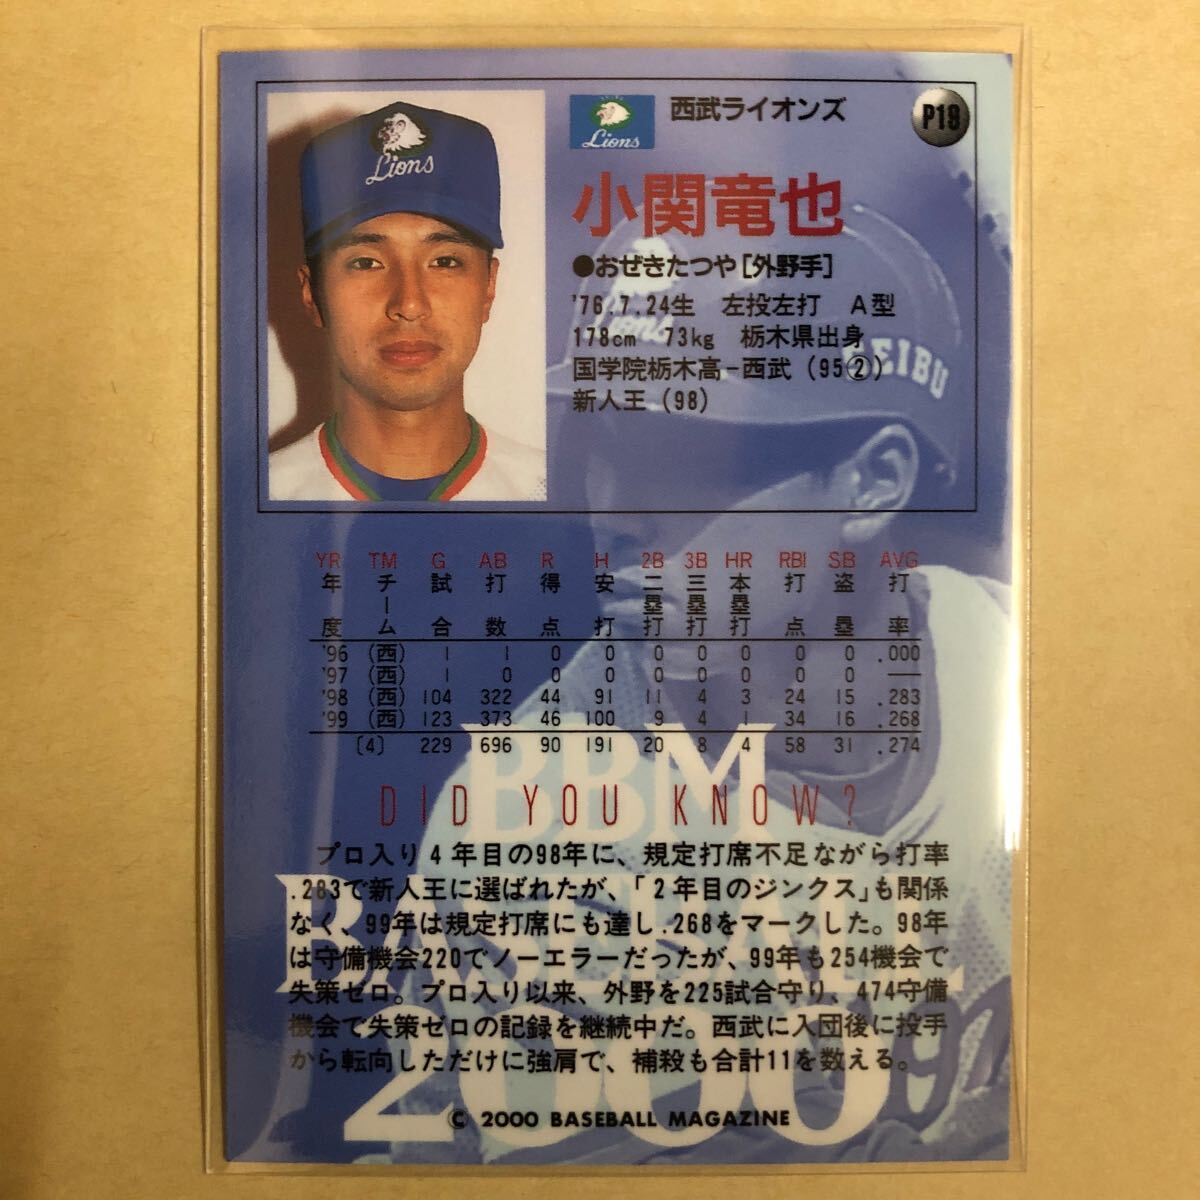 Lions
Lions
西武ライオンズ
P19
小関竜也
●おぜきたつや[外野手]
'76.7.24生 左投左打 A型
178cm 73kg 栃木県出身
国学院栃木高－西武（95②）
新人王（98）
Lions
SEIBU
YR TM G AB R H 2B 3B HR RBI SB AVG
年度 チーム 試合 打数 得点 安打 二塁打 三塁打 本塁打 打点 盗塁 打率
'96 (西) 1 1 0 0 0 0 0 0 0 .000
'97 (西) 1 0 0 0 0 0 0 0 0 —
'98 (西) 104 322 44 91 11 4 3 24 15 .283
'99 (西) 123 373 46 100 9 4 1 34 16 .268
〔4〕 229 696 90 191 20 8 4 58 31 .274
BBM
DID YOU KNOW?
BASEBALL
2000
プロ入り4年目の98年に、規定打席不足ながら打率
.283で新人王に選ばれたが、「2年目のジンクス」も関係
なく、99年は規定打席にも達し.268をマークした。98年
は守備機会220でノーエラーだったが、99年も254機会で
失策ゼロ。プロ入り以来、外野を225試合守り、474守備
機会で失策ゼロの記録を継続中だ。西武に入団後に投手
から転向しただけに強肩で、補殺も合計11を数える。
© 2000 BASEBALL MAGAZINE